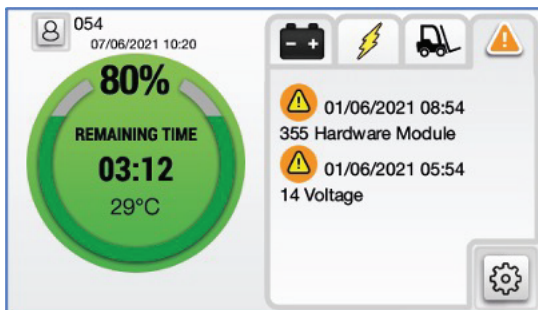 054
07/06/2021 10:20
80%
REMAINING TIME
03:12
29°C
01/06/2021 08:54
355 Hardware Module
01/06/2021 05:54
14 Voltage